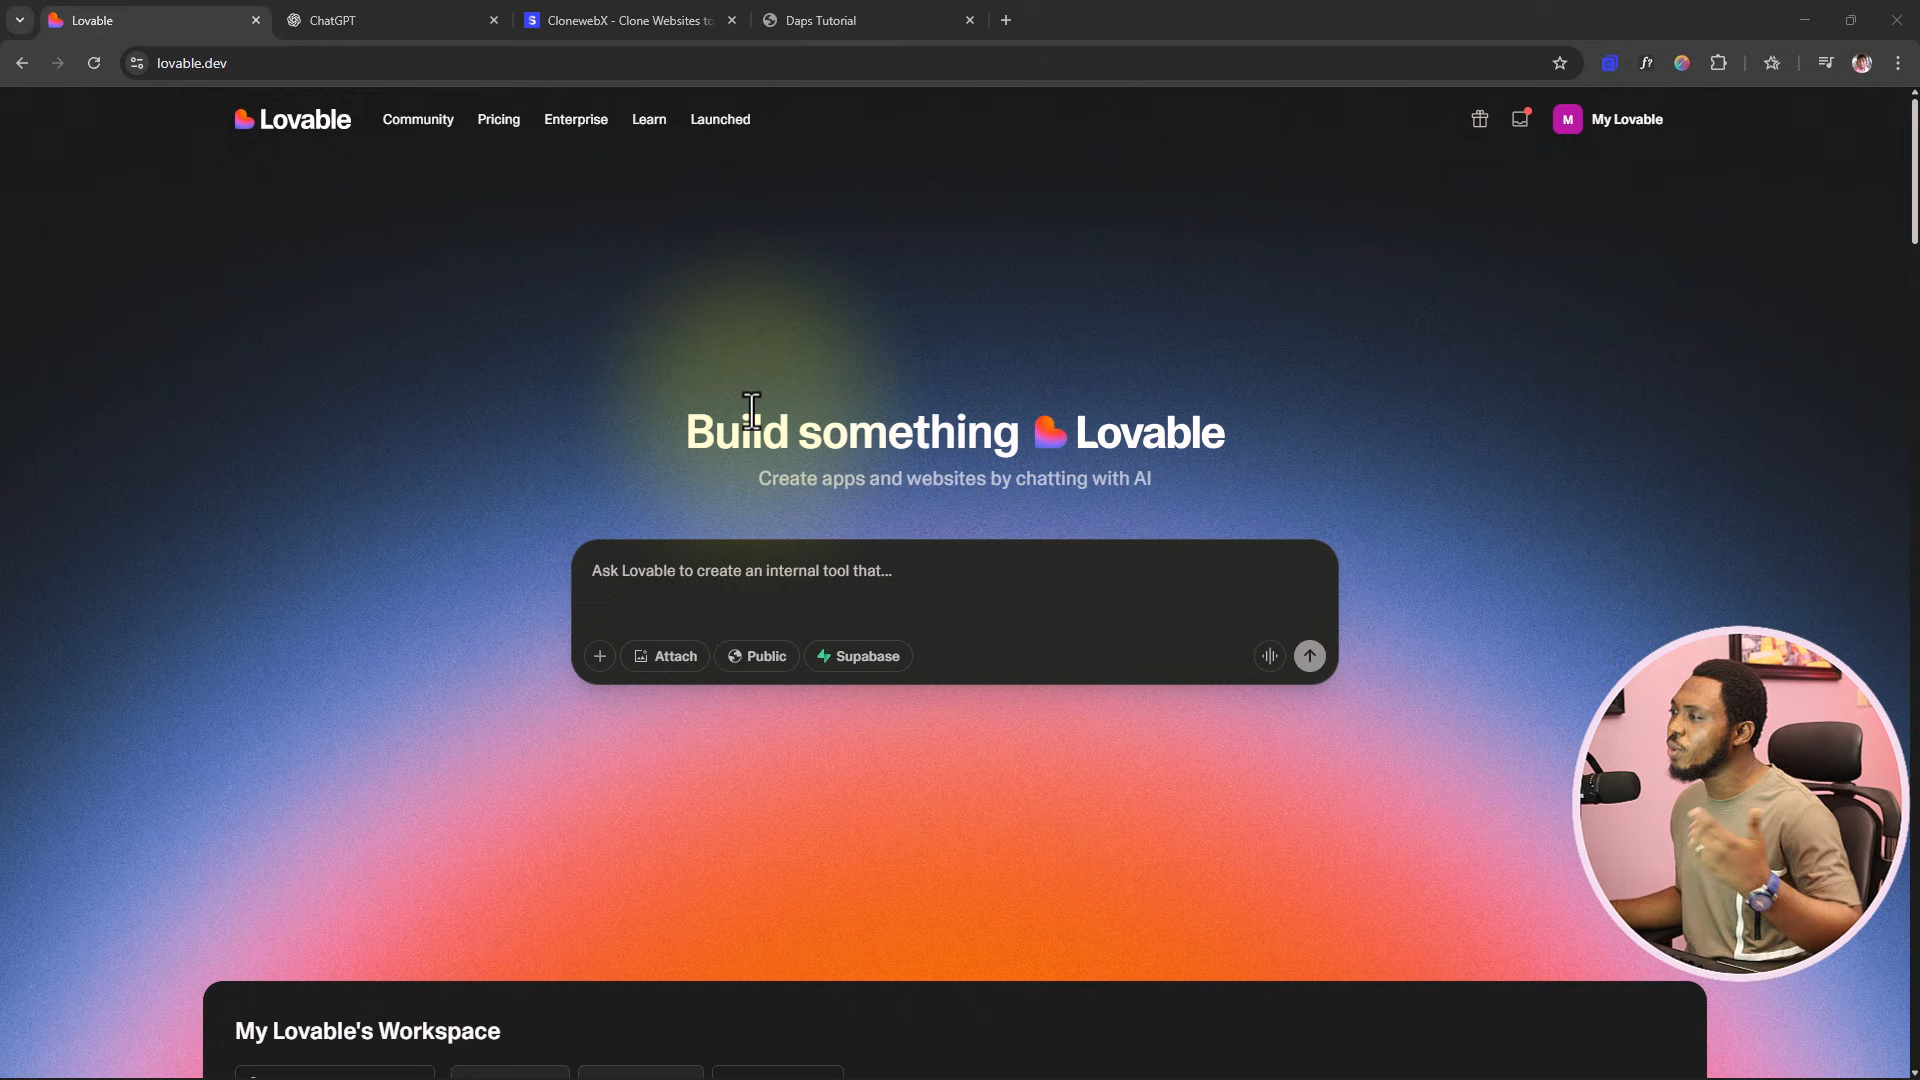 Lovable
ChatGPT
ClonewebX - Clone Websites to
Daps Tutorial
lovable.dev
Lovable
Community
Pricing
Enterprise
Learn
Launched
M
My Lovable
Build something Lovable
Create apps and websites by chatting with AI
Ask Lovable to create an internal tool that...
Attach
Public
Supabase
My Lovable's Workspace